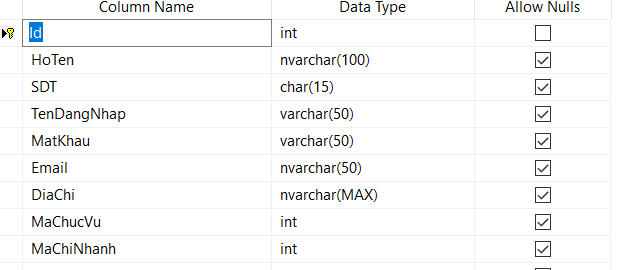 Column Name Data Type Allow Nulls
Id int
HoTen nvarchar(100)
SDT char(15)
TenDangNhap varchar(50)
MatKhau varchar(50)
Email nvarchar(50)
DiaChi nvarchar(MAX)
MaChucVu int
MaChiNhanh int